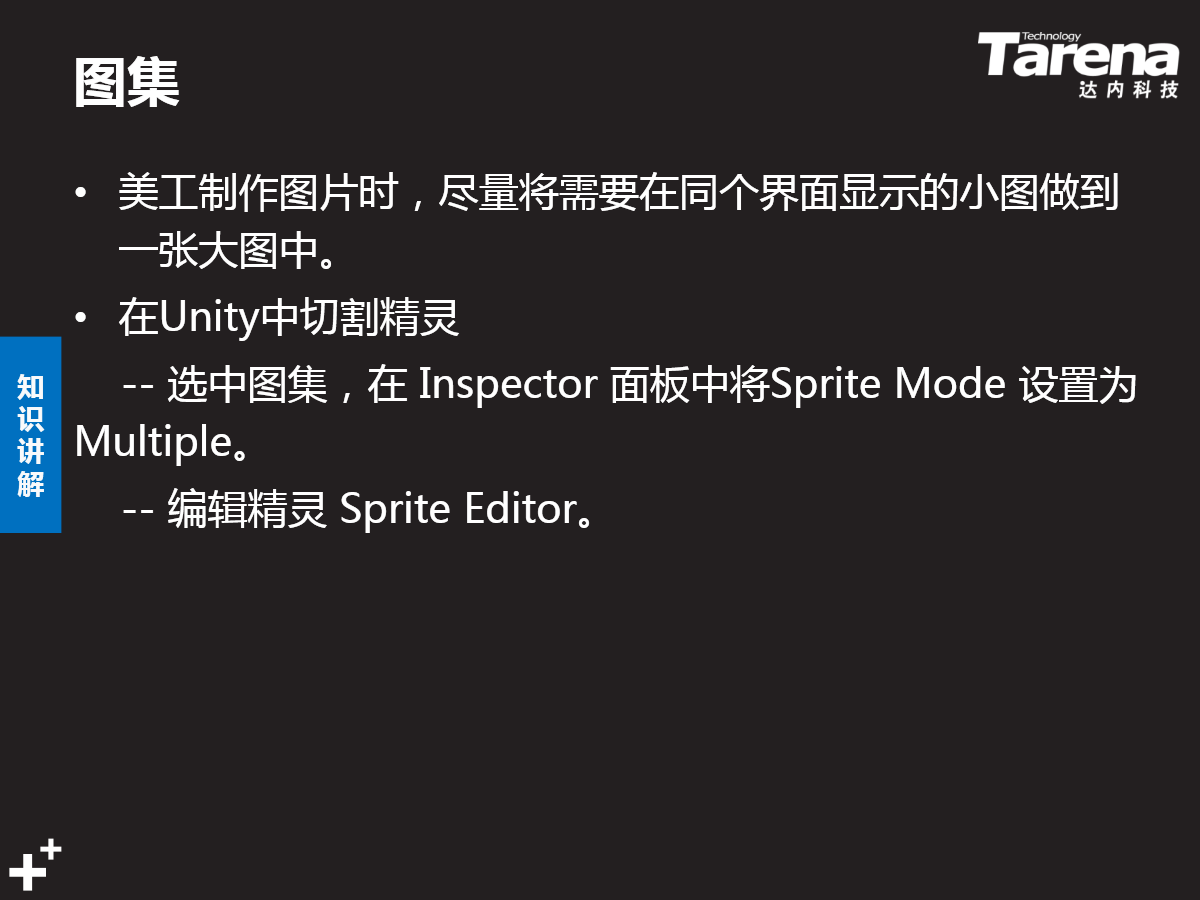 图集
Technology
Tarena
达内科技
• 美工制作图片时，尽量将需要在同个界面显示的小图做到
一张大图中。
• 在Unity中切割精灵
-- 选中图集，在 Inspector 面板中将Sprite Mode 设置为
Multiple。
-- 编辑精灵 Sprite Editor。
知
识
讲
解